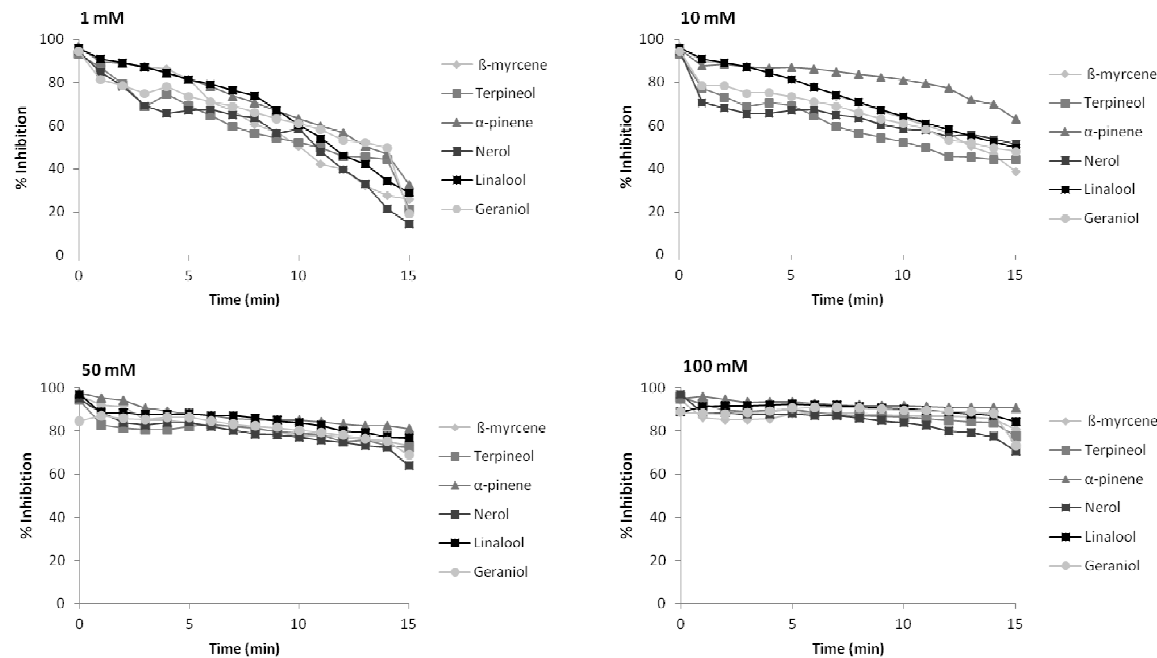 1 mM
100
80
60
40
20
0
0 5 10 15
% Inhibition
Time (min)
ß-myrcene
Terpineol
α-pinene
Nerol
Linalool
Geraniol
10 mM
100
80
60
40
20
0
0 5 10 15
% Inhibition
Time (min)
ß-myrcene
Terpineol
α-pinene
Nerol
Linalool
Geraniol
50 mM
100
80
60
40
20
0
0 5 10 15
% Inhibition
Time (min)
ß-myrcene
Terpineol
α-pinene
Nerol
Linalool
Geraniol
100 mM
100
80
60
40
20
0
0 5 10 15
% Inhibition
Time (min)
ß-myrcene
Terpineol
α-pinene
Nerol
Linalool
Geraniol